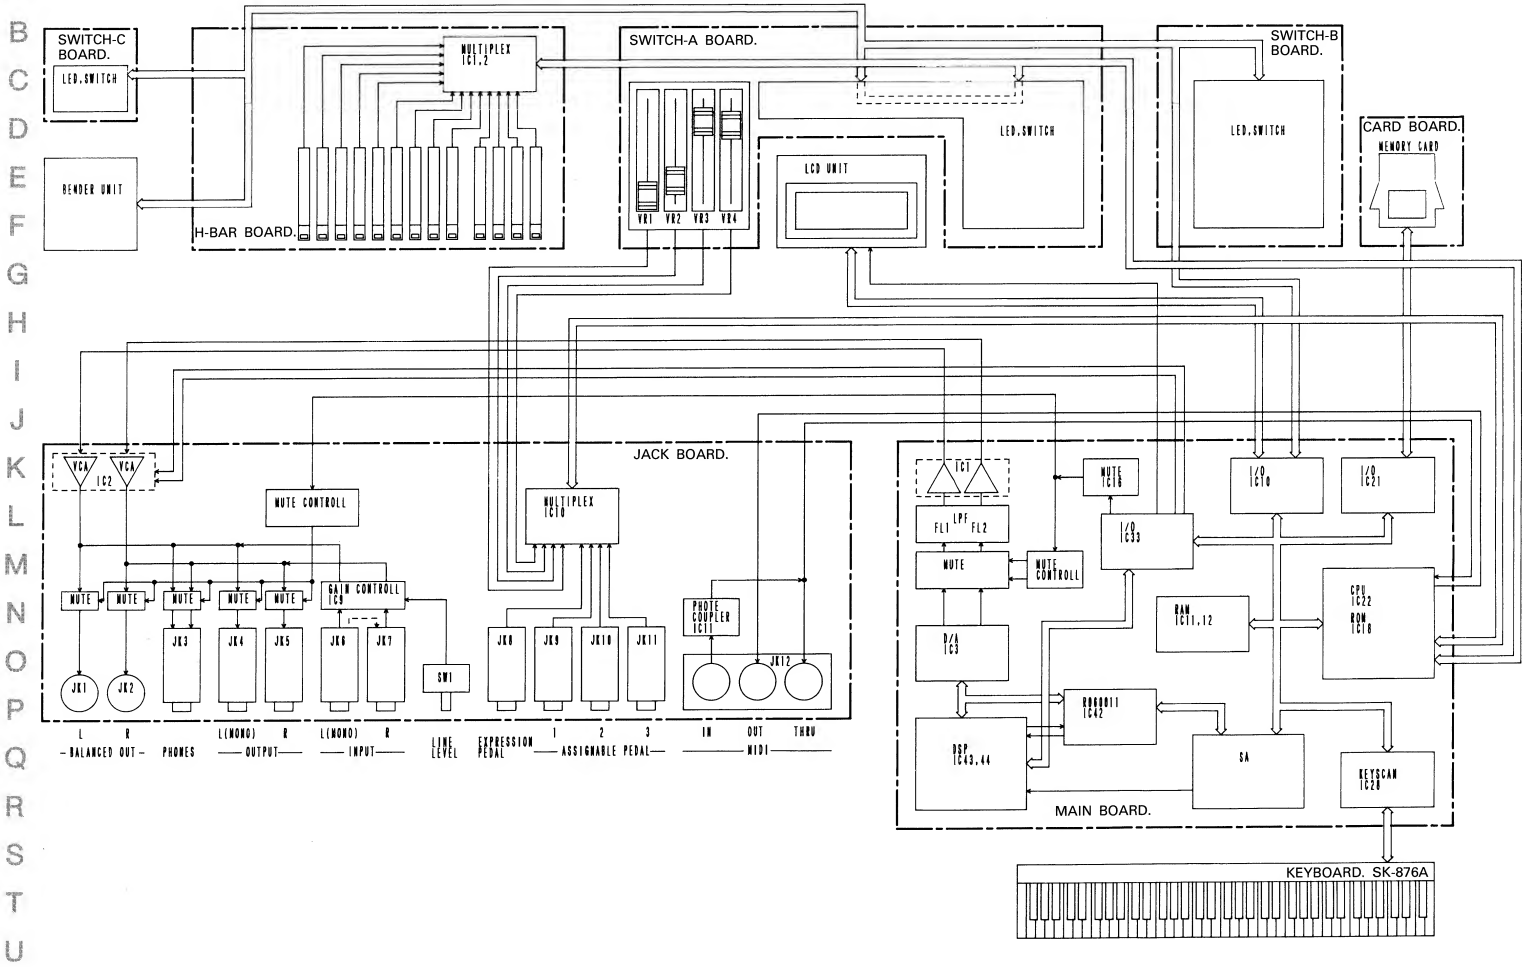 B
C
D
E
F
G
H
I
J
K
L
M
N
O
P
Q
R
S
T
U
SWITCH-C
BOARD.
LED,SWITCH
BENDER UNIT
MULTIPLEX
IC1,2
H-BAR BOARD.
SWITCH-A BOARD.
VR1
VR2
VR3
VR4
LED,SWITCH
LCD UNIT
SWITCH-B
BOARD.
LED,SWITCH
CARD BOARD.
MEMORY CARD
JACK BOARD.
VCA
VCA
IC2
MUTE CONTROLL
MULTIPLEX
IC10
MUTE
MUTE
MUTE
MUTE
MUTE
GAIN CONTROLL
IC9
PHOTE
COUPLER
IC11
JK1
JK2
JK3
JK4
JK5
JK6
JK7
SW1
JK8
JK9
JK10
JK11
JK12
L
R
L(MONO)
R
L(MONO)
R
LINE
LEVEL
EXPRESSION
PEDAL
1
2
3
IN
OUT
THRU
BALANCED OUT
PHONES
OUTPUT
INPUT
ASSIGNABLE PEDAL
MIDI
IC1
MUTE
IC16
I/O
IC10
I/O
IC21
LPF
FL1
FL2
I/O
IC33
MUTE
MUTE
CONTROLL
CPU
IC22
ROM
IC18
RAM
IC11,12
D/A
IC3
IC42
DSP
IC43,44
SA
KEYSCAN
IC28
MAIN BOARD.
KEYBOARD. SK-876A